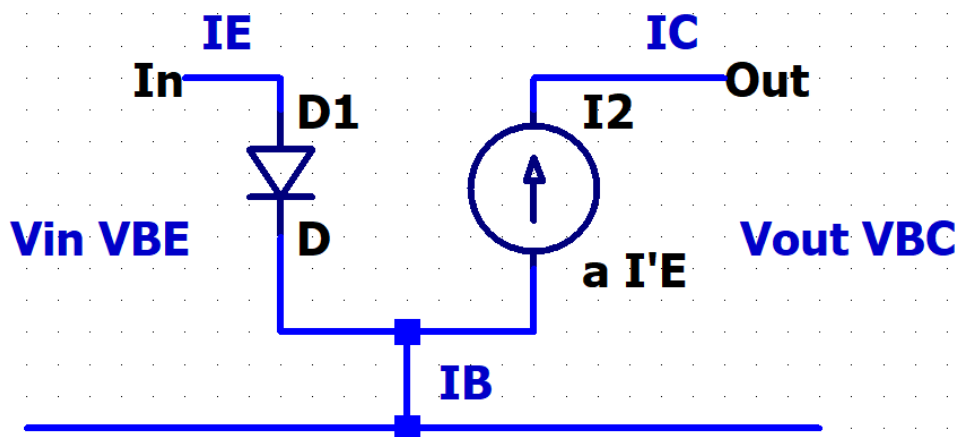 IE
IC
In
Out
D1
I2
Vin VBE
D
Vout VBC
a I'E
IB